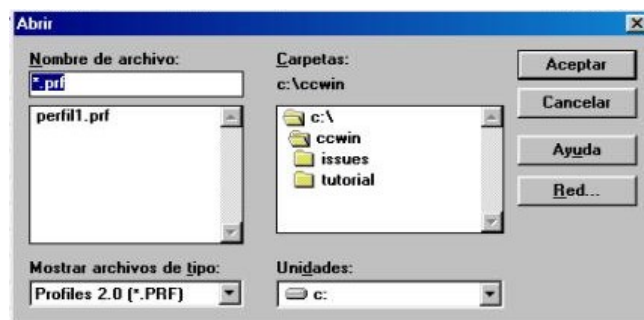 Abrir
Nombre de archivo:
*.prf
perfil1.prf
Carpetas:
c:\ccwin
c:\
ccwin
issues
tutorial
Aceptar
Cancelar
Ayuda
Red...
Mostrar archivos de tipo:
Profiles 2.0 (*.PRF)
Unidades:
c: